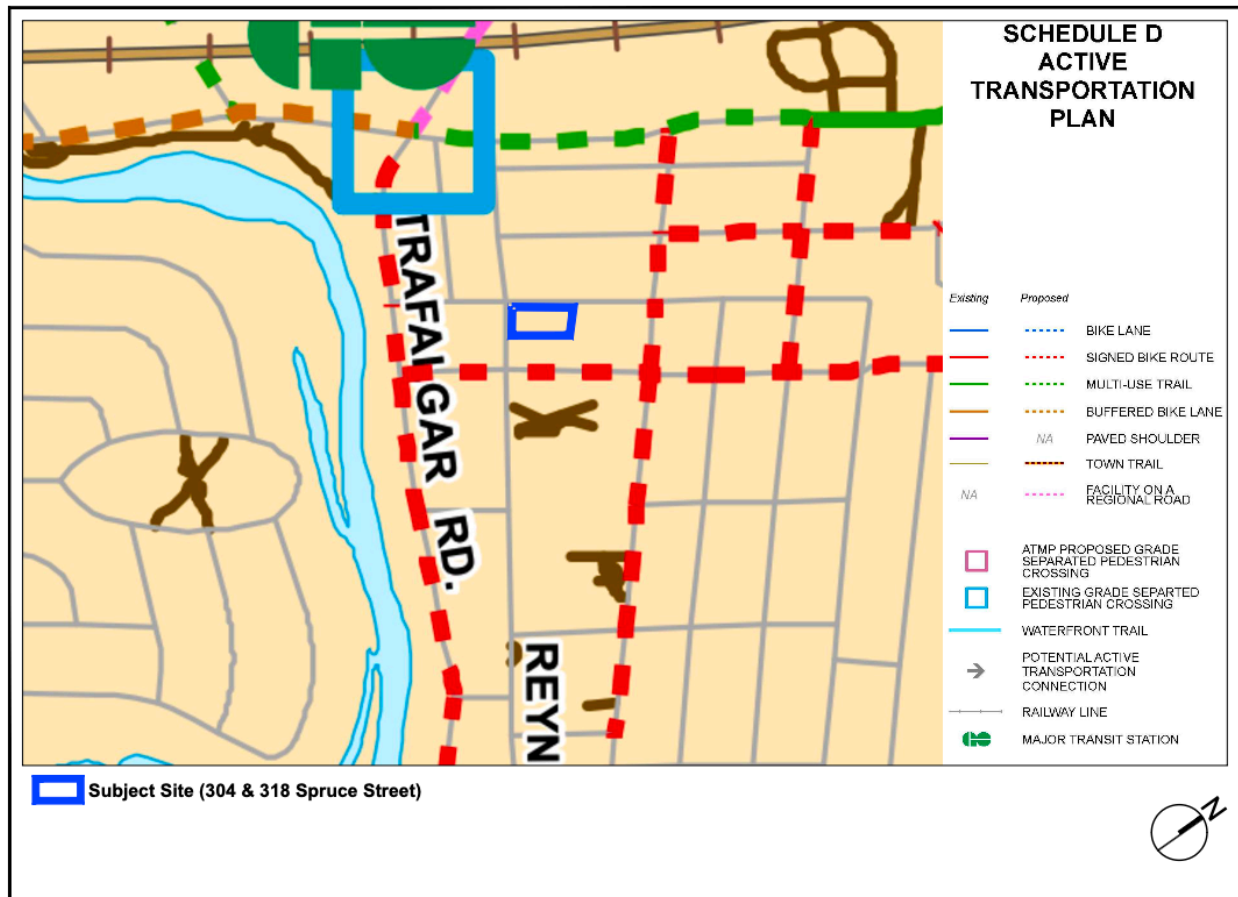 SCHEDULE D
ACTIVE
TRANSPORTATION
PLAN
TRAFALGAR RD.
REYN
Existing Proposed
BIKE LANE
SIGNED BIKE ROUTE
MULTI-USE TRAIL
BUFFERED BIKE LANE
NA PAVED SHOULDER
TOWN TRAIL
NA FACILITY ON A
REGIONAL ROAD
ATMP PROPOSED GRADE
SEPARATED PEDESTRIAN
CROSSING
EXISTING GRADE SEPARTED
PEDESTRIAN CROSSING
WATERFRONT TRAIL
POTENTIAL ACTIVE
TRANSPORTATION
CONNECTION
RAILWAY LINE
MAJOR TRANSIT STATION
Subject Site (304 & 318 Spruce Street)
N